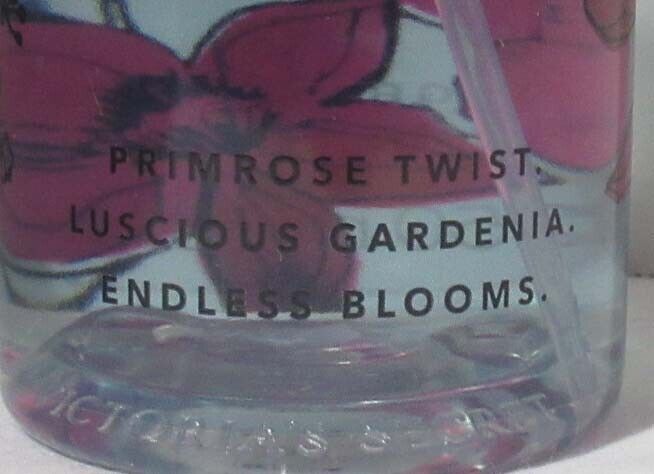 PRIMROSE TWIST.
LUSCIOUS GARDENIA.
ENDLESS BLOOMS.
VICTORIA'S SECRET